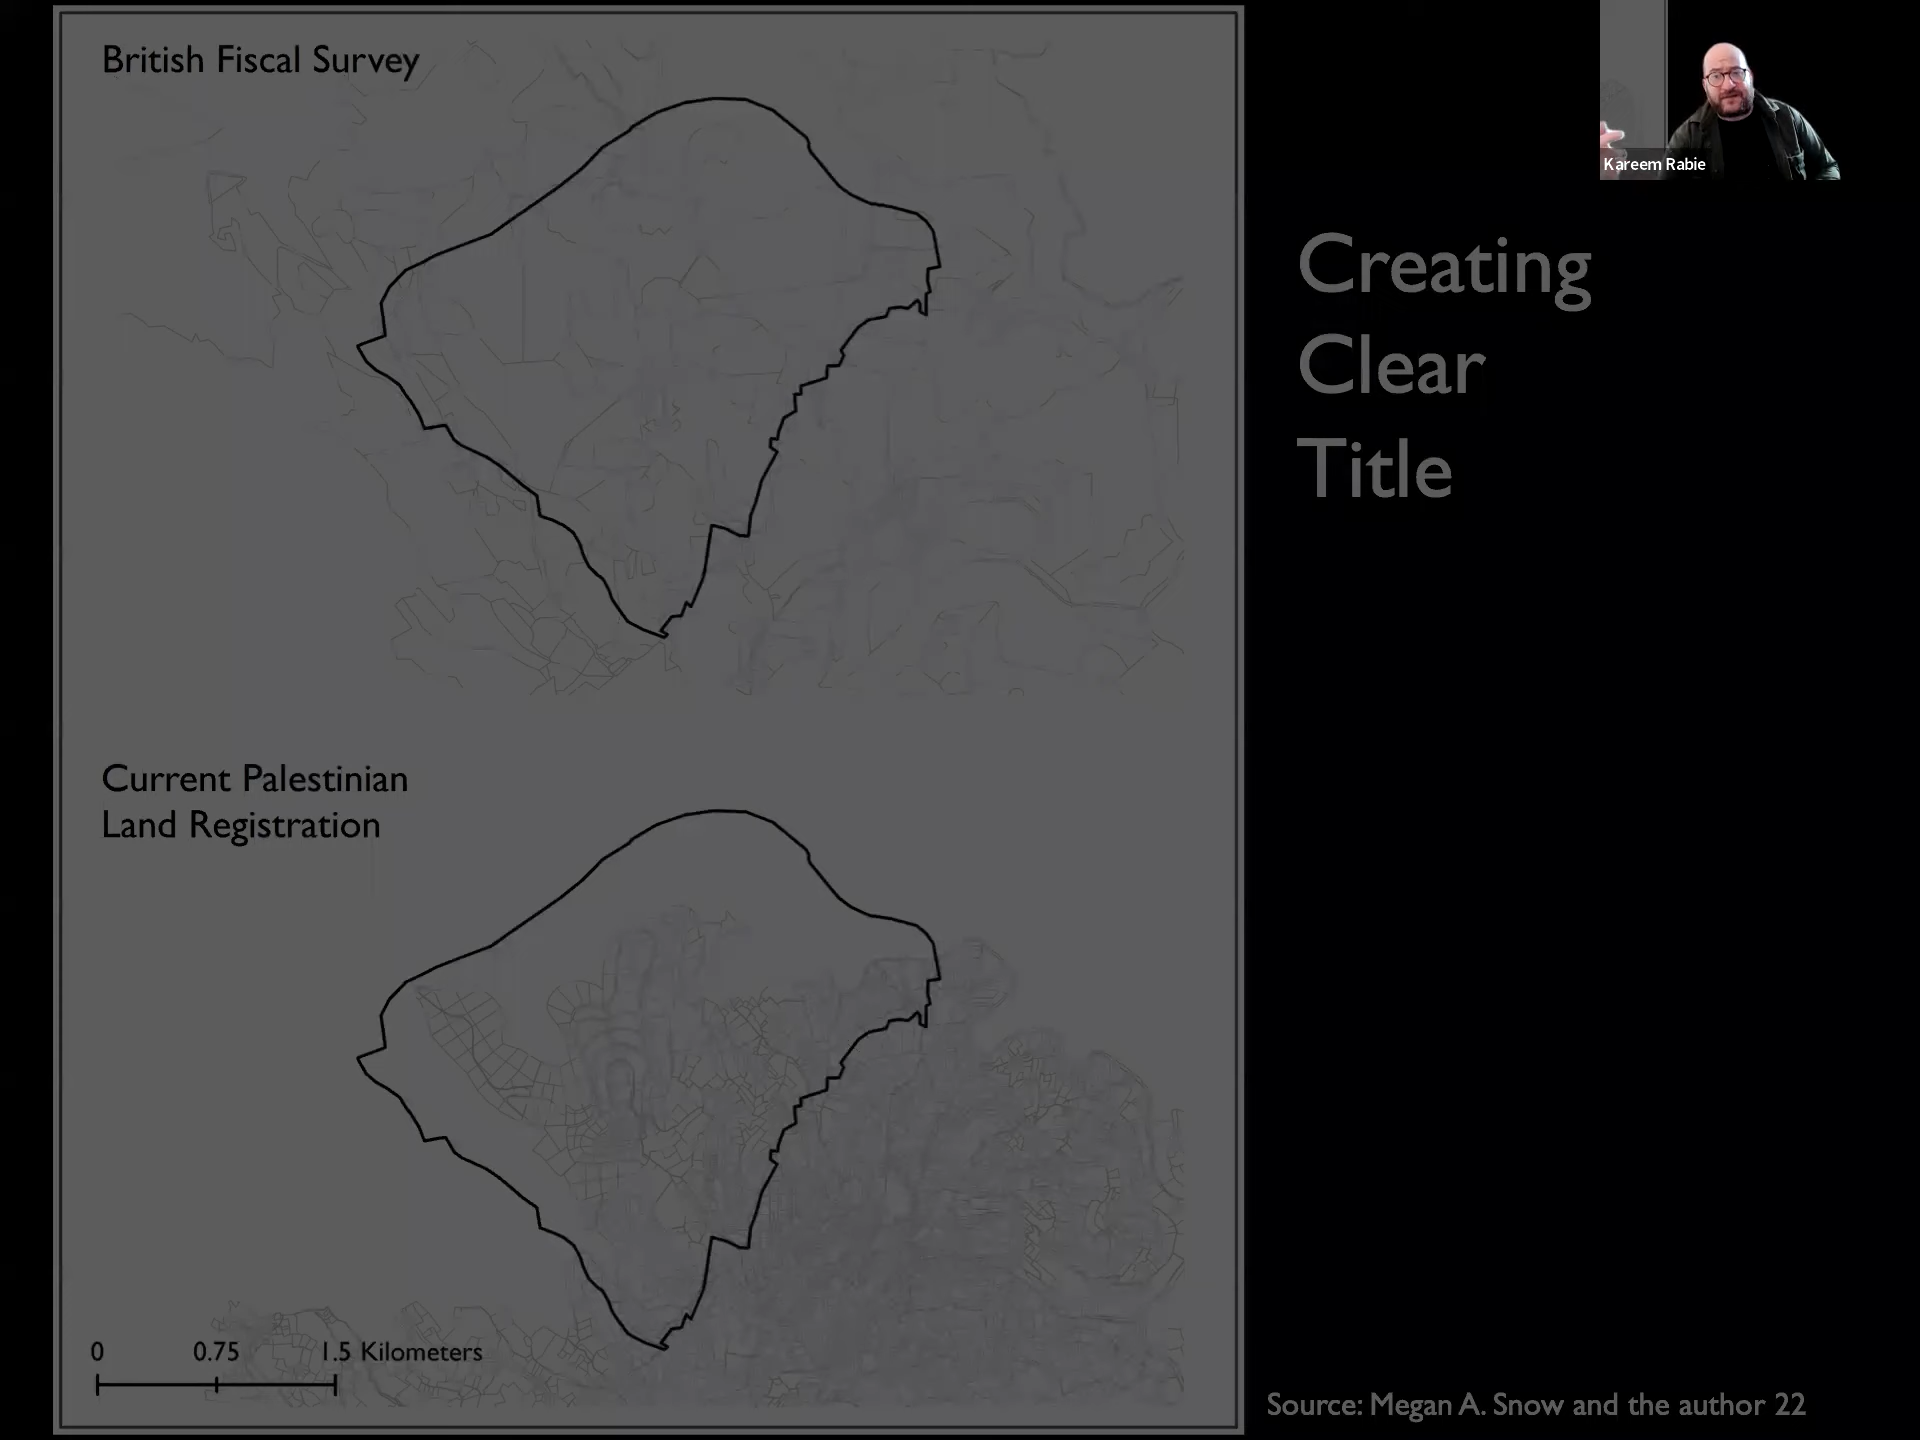 British Fiscal Survey
Kareem Rabie
Creating
Clear
Title
Current Palestinian
Land Registration
0 0.75 1.5 Kilometers
Source: Megan A. Snow and the author 22